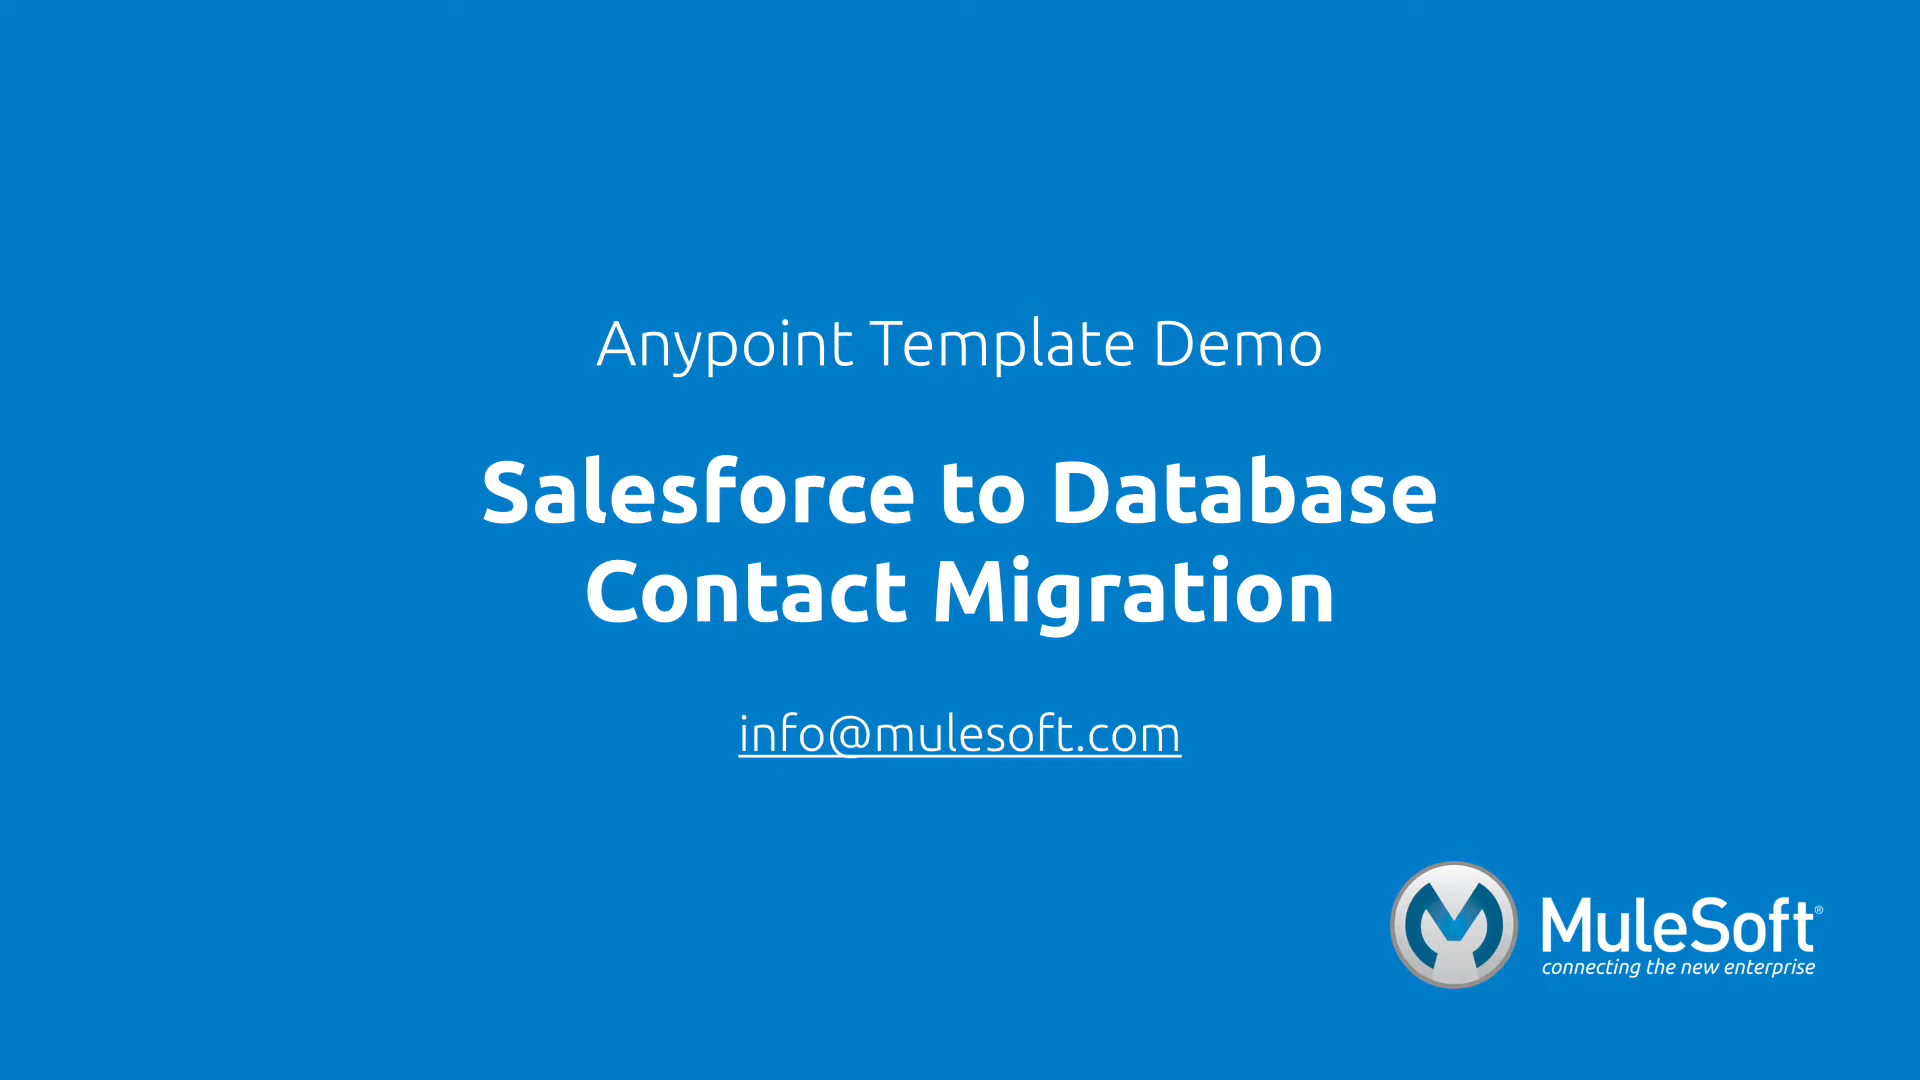 Anypoint Template Demo
Salesforce to Database
Contact Migration
info@mulesoft.com
MuleSoft®
connecting the new enterprise